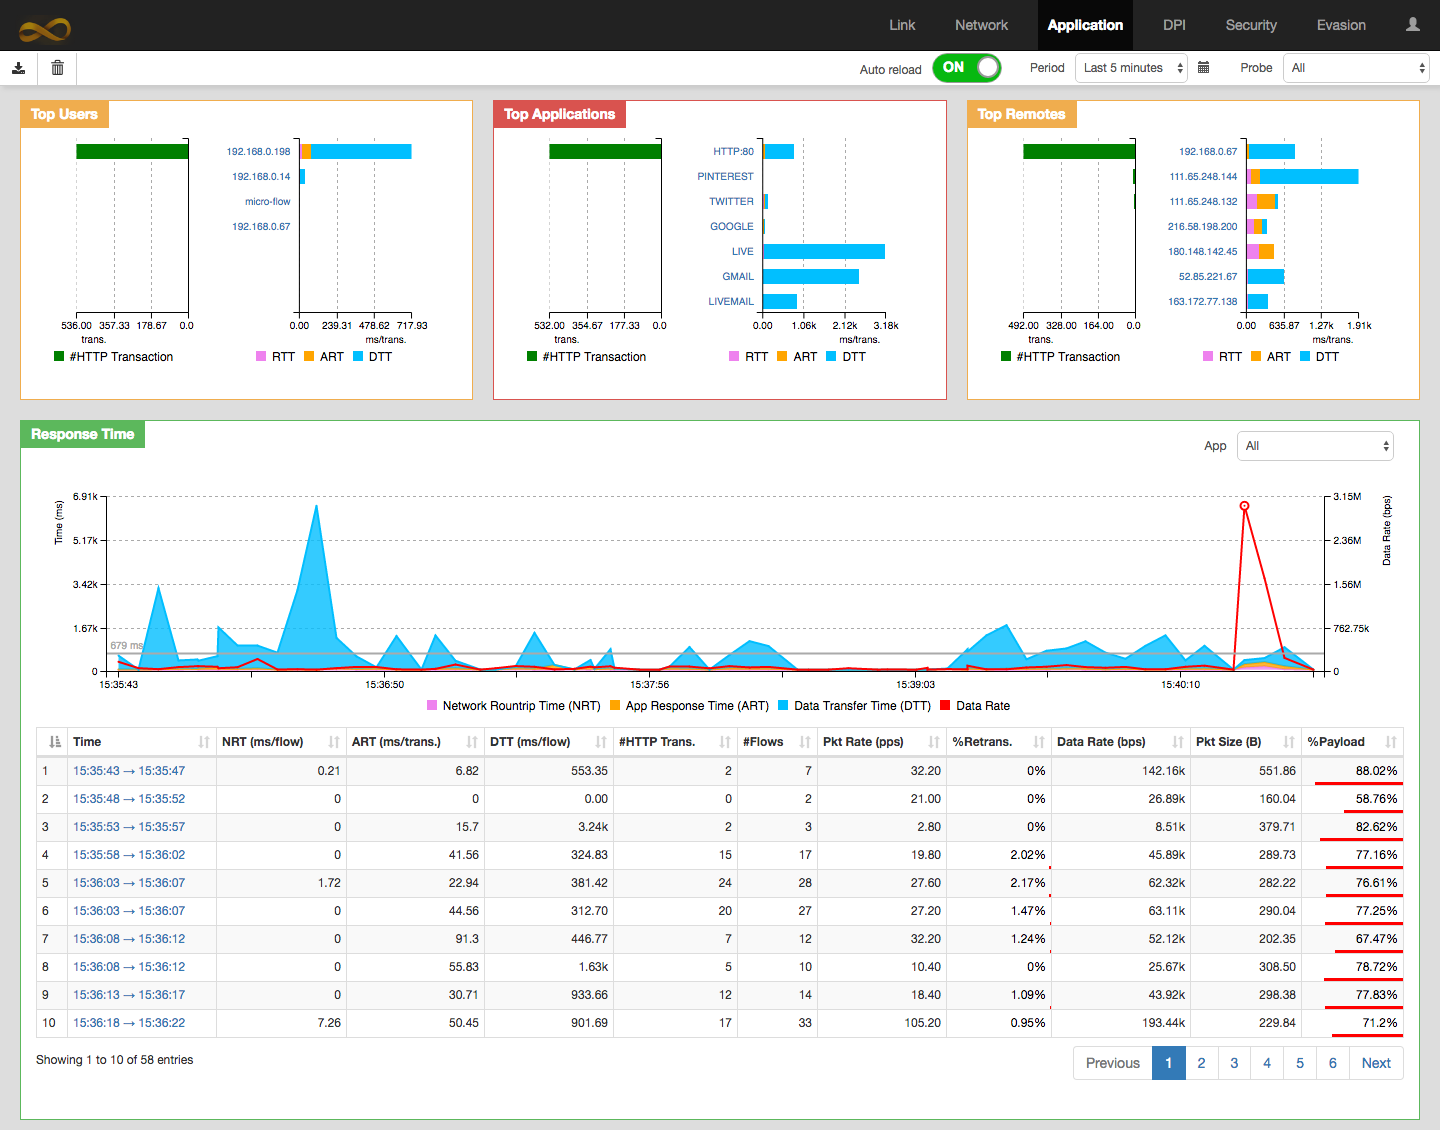 Link Network Application DPI Security Evasion
Auto reload ON Period Last 5 minutes Probe All
Top Users
192.168.0.198
192.168.0.14
micro-flow
192.168.0.67
536.00 357.33 178.67 0.0
trans.
0.00 239.31 478.62 717.93
ms/trans.
#HTTP Transaction
RTT ART DTT
Top Applications
HTTP:80
PINTEREST
TWITTER
GOOGLE
LIVE
GMAIL
LIVEMAIL
532.00 354.67 177.33 0.0
trans.
0.00 1.06k 2.12k 3.18k
ms/trans.
#HTTP Transaction
RTT ART DTT
Top Remotes
192.168.0.67
111.65.248.144
111.65.248.132
216.58.198.200
180.148.142.45
52.85.221.67
163.172.77.138
492.00 328.00 164.00 0.0
trans.
0.00 635.87 1.27k 1.91k
ms/trans.
#HTTP Transaction
RTT ART DTT
Response Time
App All
Time (ms)
6.91k
5.17k
3.42k
1.67k
0
679 ms
Data Rate (bps)
3.15M
2.36M
1.56M
762.75k
0
15:35:43 15:36:50 15:37:56 15:39:03 15:40:10
Network Rountrip Time (NRT) App Response Time (ART) Data Transfer Time (DTT) Data Rate
Time NRT (ms/flow) ART (ms/trans.) DTT (ms/flow) #HTTP Trans. #Flows Pkt Rate (pps) %Retrans. Data Rate (bps) Pkt Size (B) %Payload
1 15:35:43 → 15:35:47 0.21 6.82 553.35 2 7 32.20 0% 142.16k 551.86 88.02%
2 15:35:48 → 15:35:52 0 0 0.00 0 2 21.00 0% 26.89k 160.04 58.76%
3 15:35:53 → 15:35:57 0 15.7 3.24k 2 3 2.80 0% 8.51k 379.71 82.62%
4 15:35:58 → 15:36:02 0 41.56 324.83 15 17 19.80 2.02% 45.89k 289.73 77.16%
5 15:36:03 → 15:36:07 1.72 22.94 381.42 24 28 27.60 2.17% 62.32k 282.22 76.61%
6 15:36:03 → 15:36:07 0 44.56 312.70 20 27 27.20 1.47% 63.11k 290.04 77.25%
7 15:36:08 → 15:36:12 0 91.3 446.77 7 12 32.20 1.24% 52.12k 202.35 67.47%
8 15:36:08 → 15:36:12 0 55.83 1.63k 5 10 10.40 0% 25.67k 308.50 78.72%
9 15:36:13 → 15:36:17 0 30.71 933.66 12 14 18.40 1.09% 43.92k 298.38 77.83%
10 15:36:18 → 15:36:22 7.26 50.45 901.69 17 33 105.20 0.95% 193.44k 229.84 71.2%
Showing 1 to 10 of 58 entries
Previous 1 2 3 4 5 6 Next